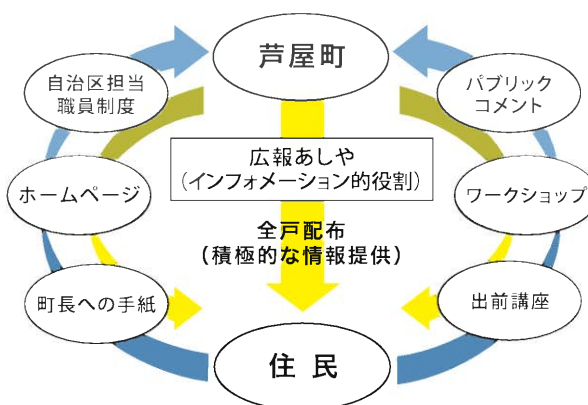 芦屋町
自治区担当
職員制度
パブリック
コメント
広報あしや
(インフォメーション的役割)
ホームページ
ワークショップ
全戸配布
(積極的な情報提供)
町長への手紙
出前講座
住民